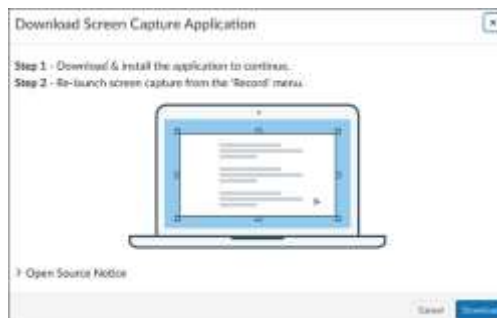 Download Screen Capture Application
Step 1 - Download & install the application to continue.
Step 2 - Re-launch screen capture from the 'Record' menu.
> Open Source Notice
Cancel
Download